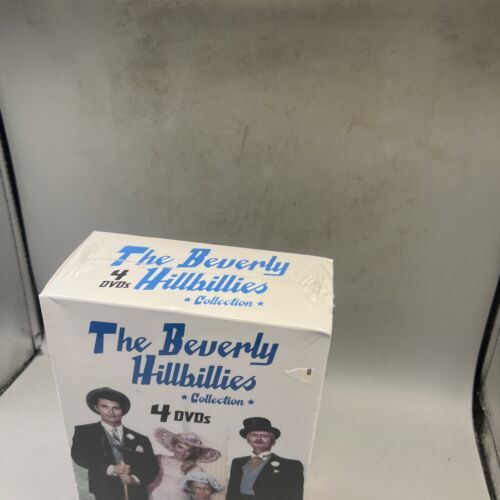 The Beverly
4 Hillbillies
DVDs
★ Collection ★
The Beverly
Hillbillies
★ Collection ★
4 DVDs